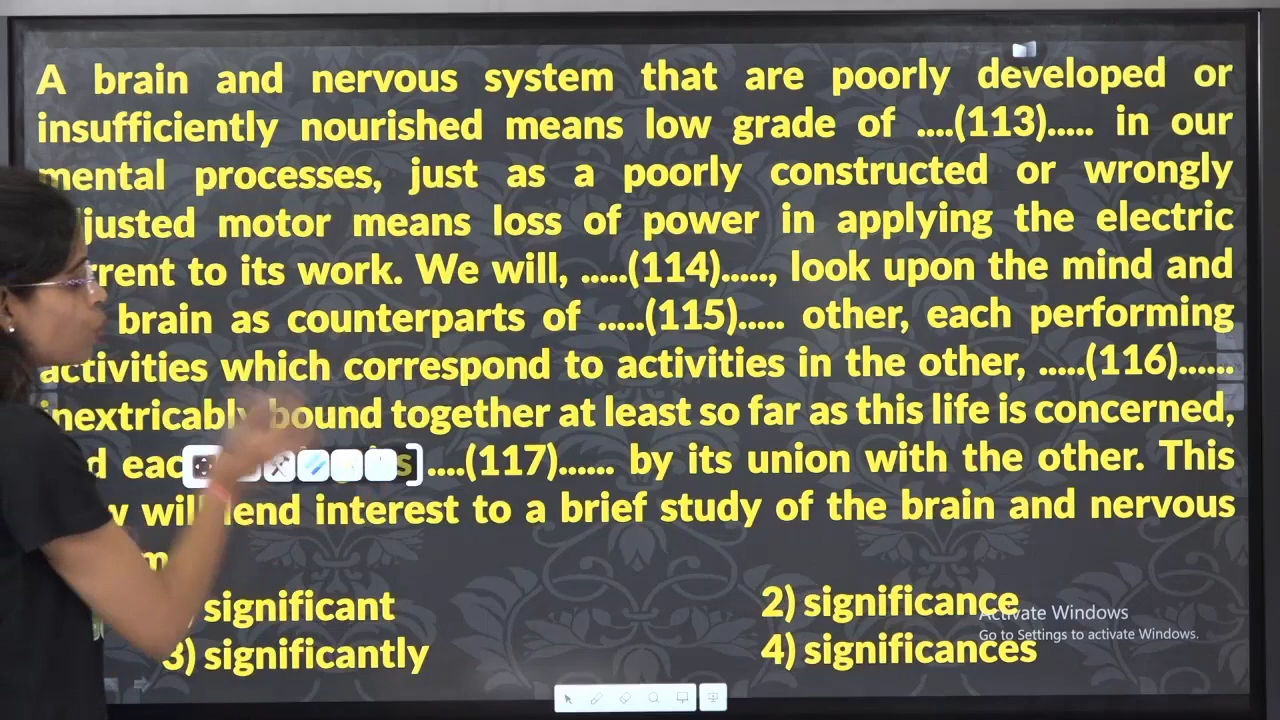 A brain and nervous system that are poorly developed or
insufficiently nourished means low grade of ....(113)..... in our
mental processes, just as a poorly constructed or wrongly
justed motor means loss of power in applying the electric
rrent to its work. We will, .....(114)....., look upon the mind and
brain as counterparts of .....(115)..... other, each performing
activities which correspond to activities in the other, .....(116)......
inextricably bound together at least so far as this life is concerned,
d eac s ....(117)...... by its union with the other. This
w will lend interest to a brief study of the brain and nervous
m
) significant 2) significance
3) significantly 4) significances
Activate Windows
Go to Settings to activate Windows.